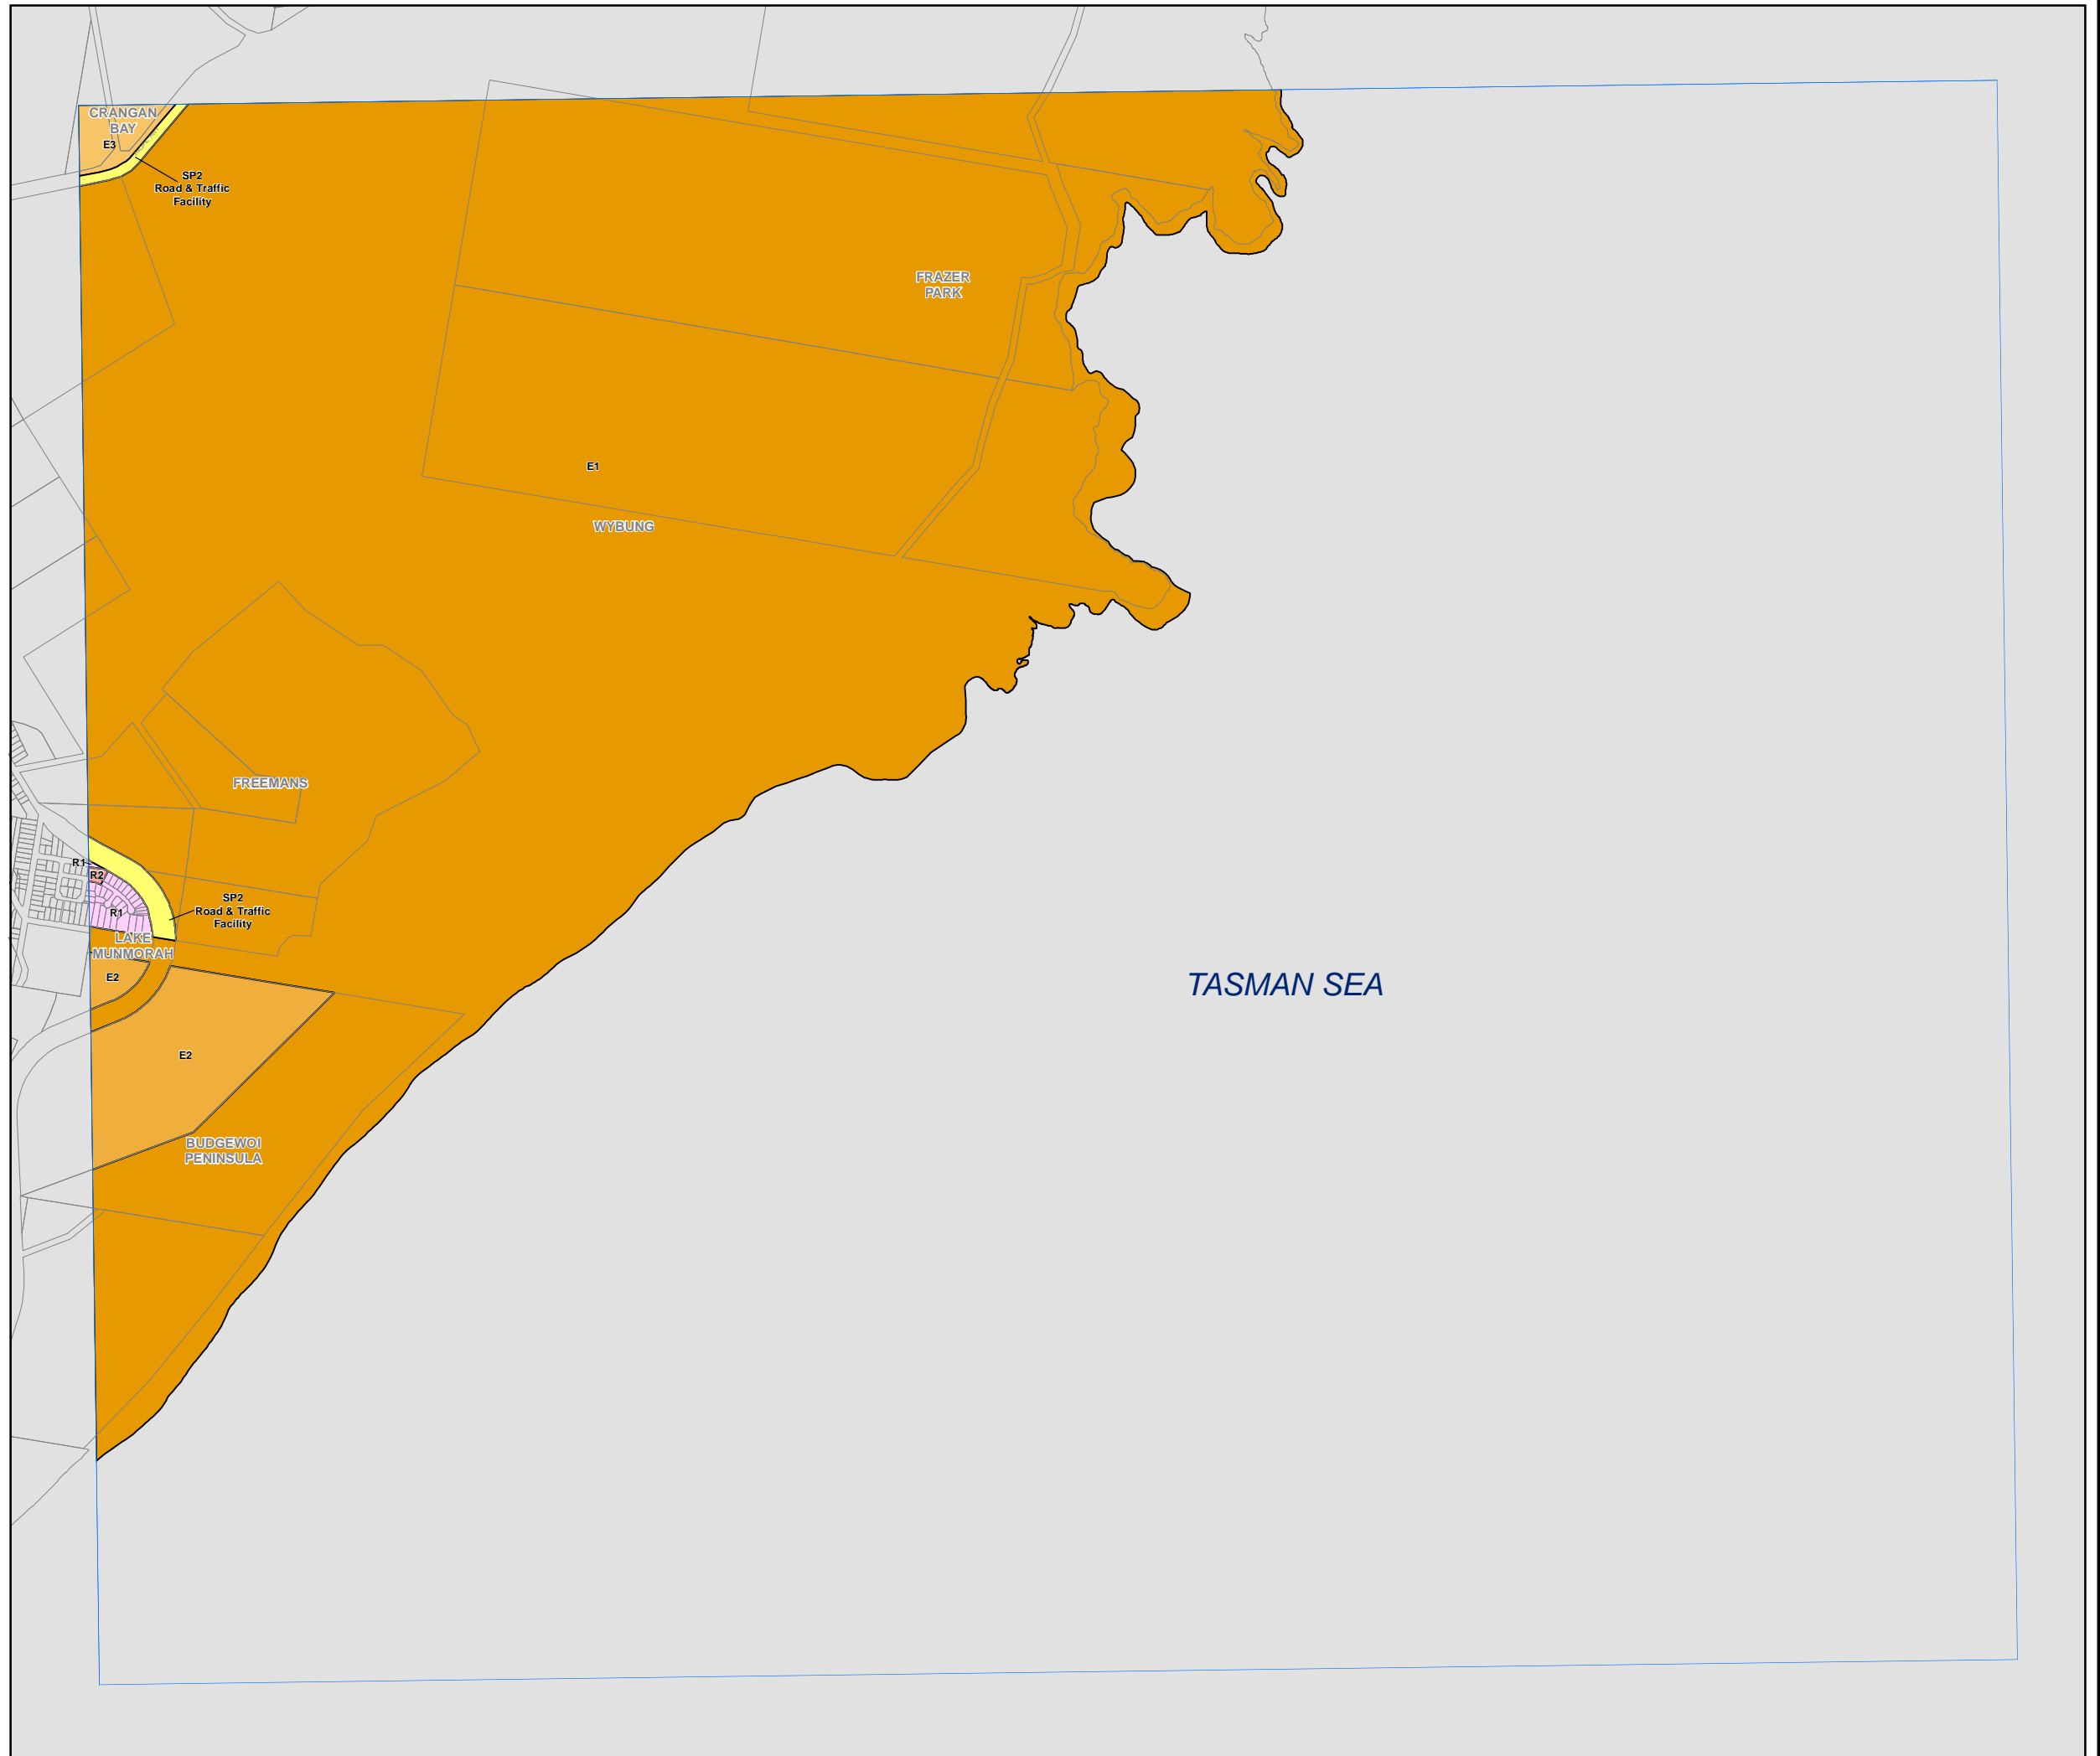 CRANGAN
BAY
E3
SP2
Road & Traffic
Facility
FRAZER
PARK
E1
WYBUNG
FREEMANS
R1
R2
R1
SP2
Road & Traffic
Facility
LAKE
MUNMORAH
E2
TASMAN SEA
E2
BUDGEWOI
PENINSULA